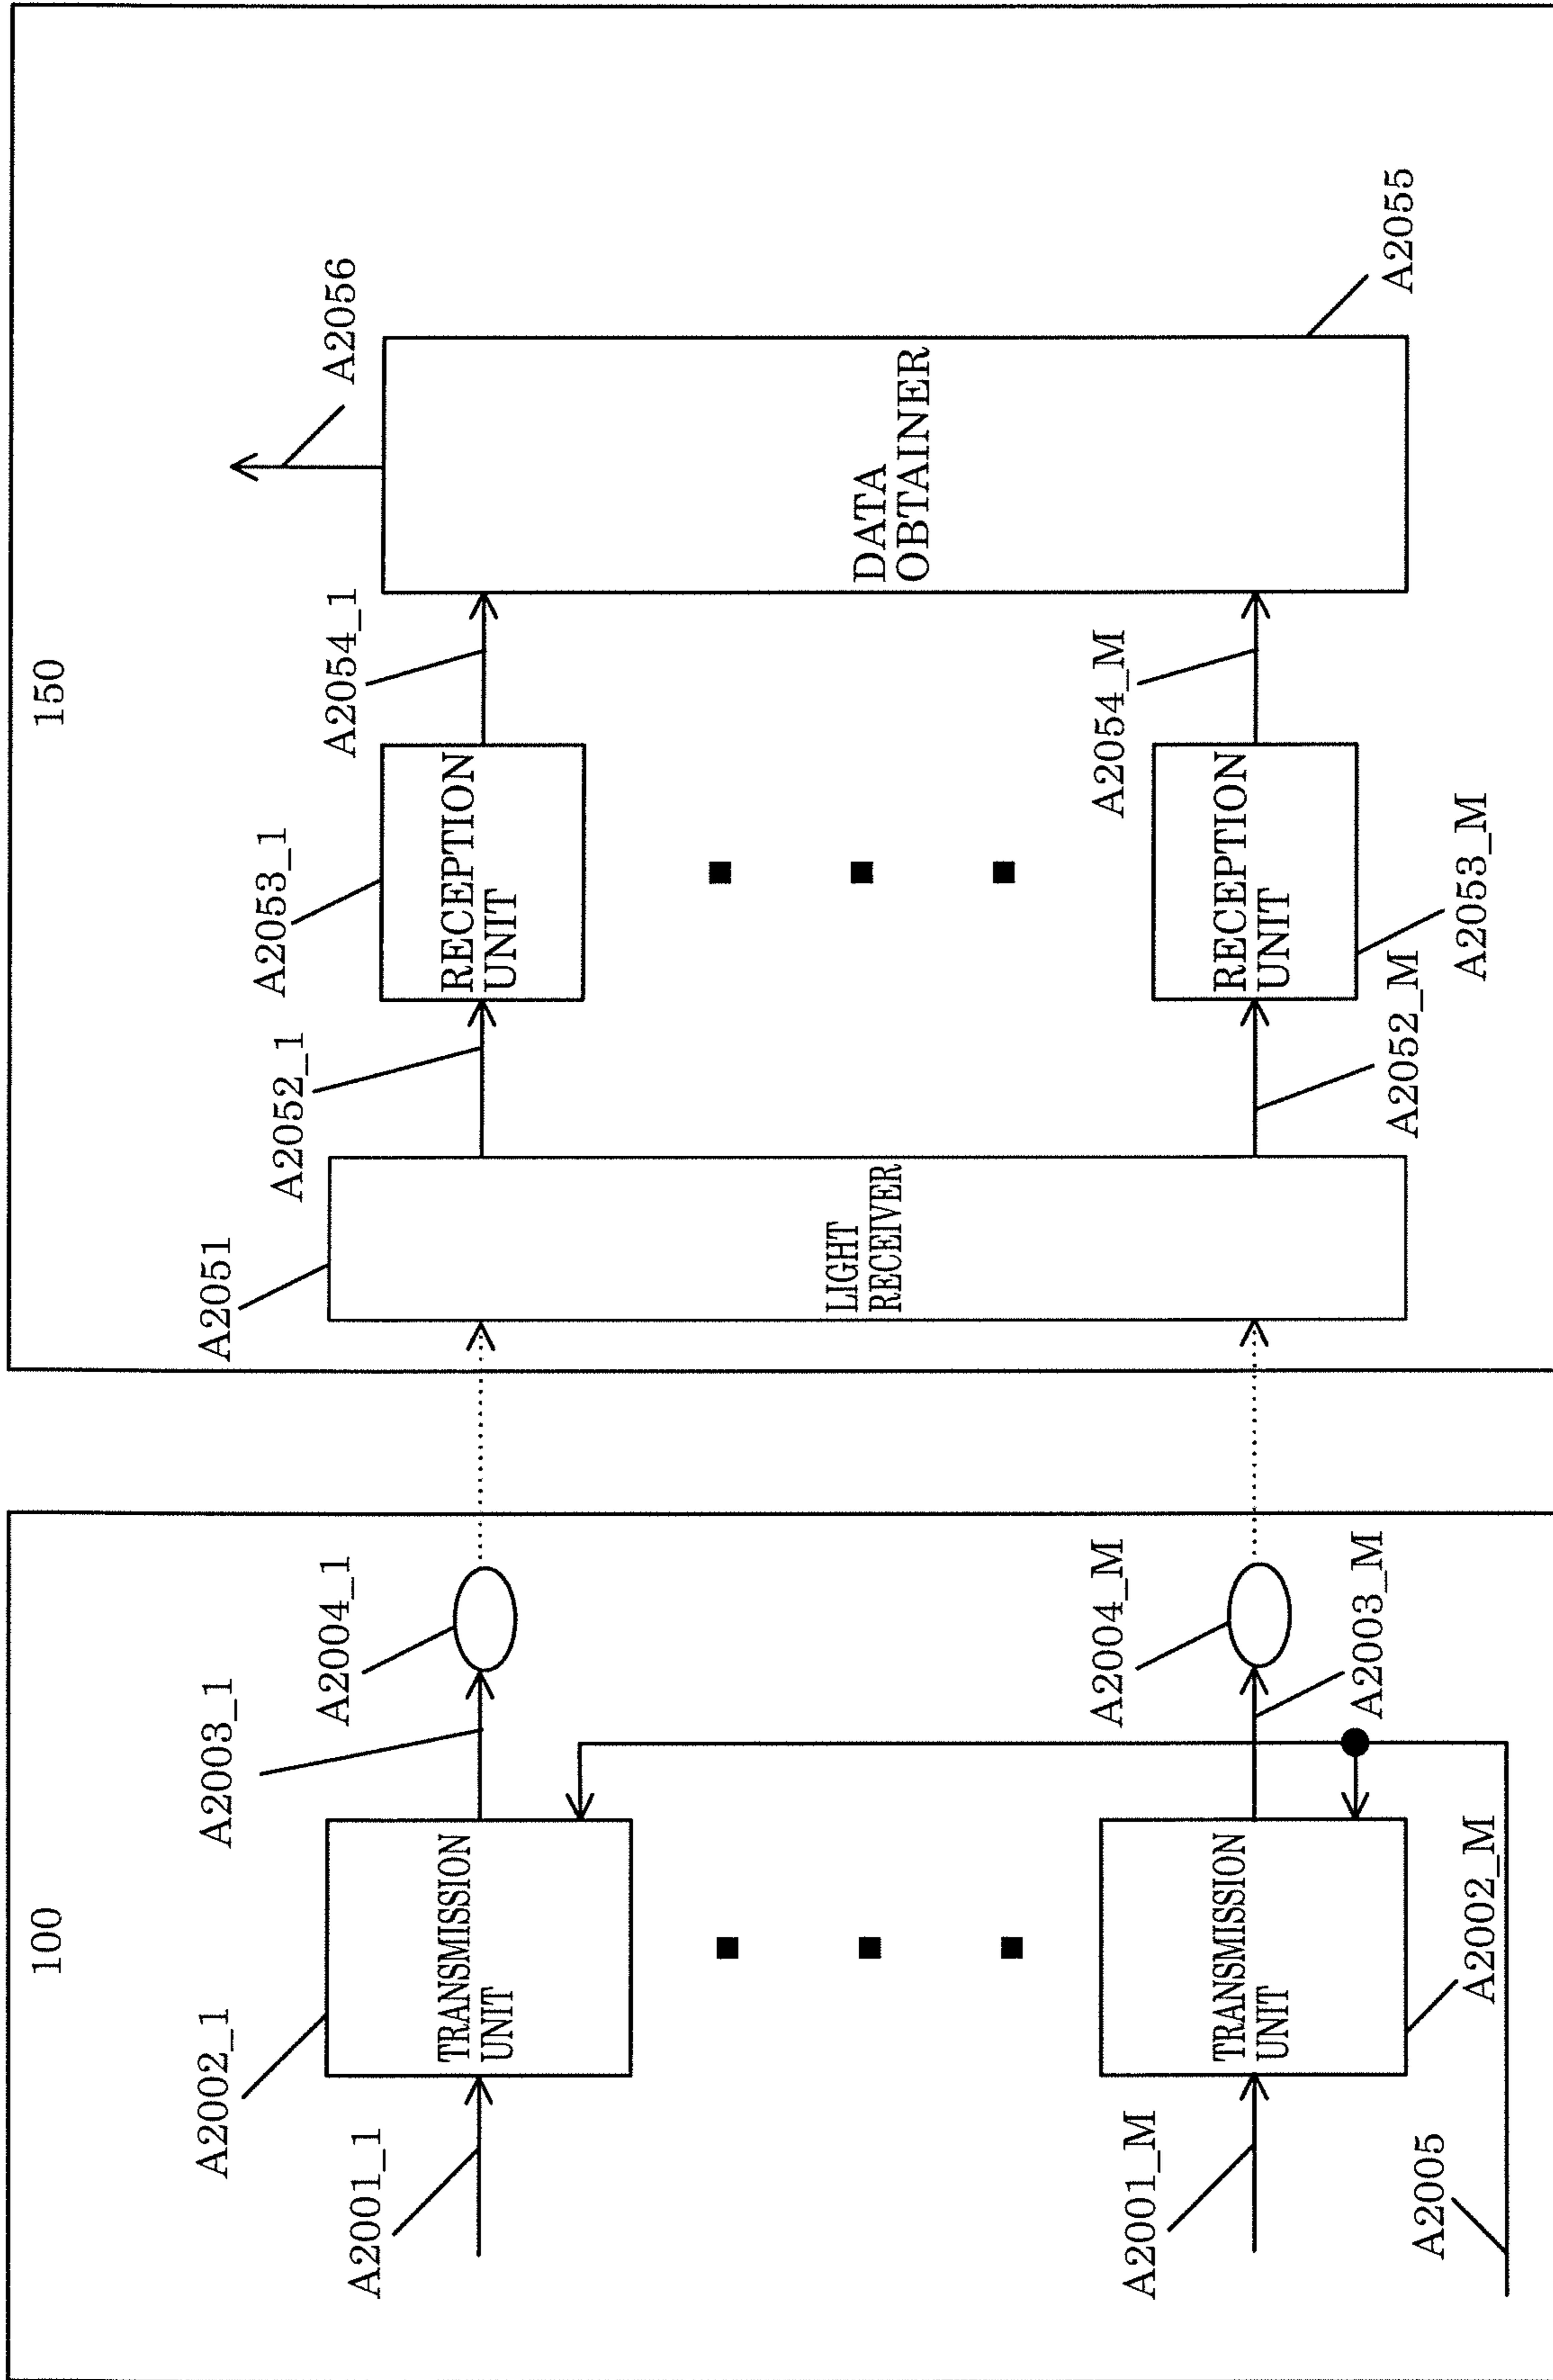 100
A2001_1
A2002_1
TRANSMISSION
UNIT
A2003_1
A2004_1
A2001_M
TRANSMISSION
UNIT
A2002_M
A2003_M
A2004_M
A2005
150
A2051
LIGHT
RECEIVER
A2052_1
A2053_1
RECEPTION
UNIT
A2054_1
A2052_M
RECEPTION
UNIT
A2053_M
A2054_M
DATA
OBTAINER
A2055
A2056